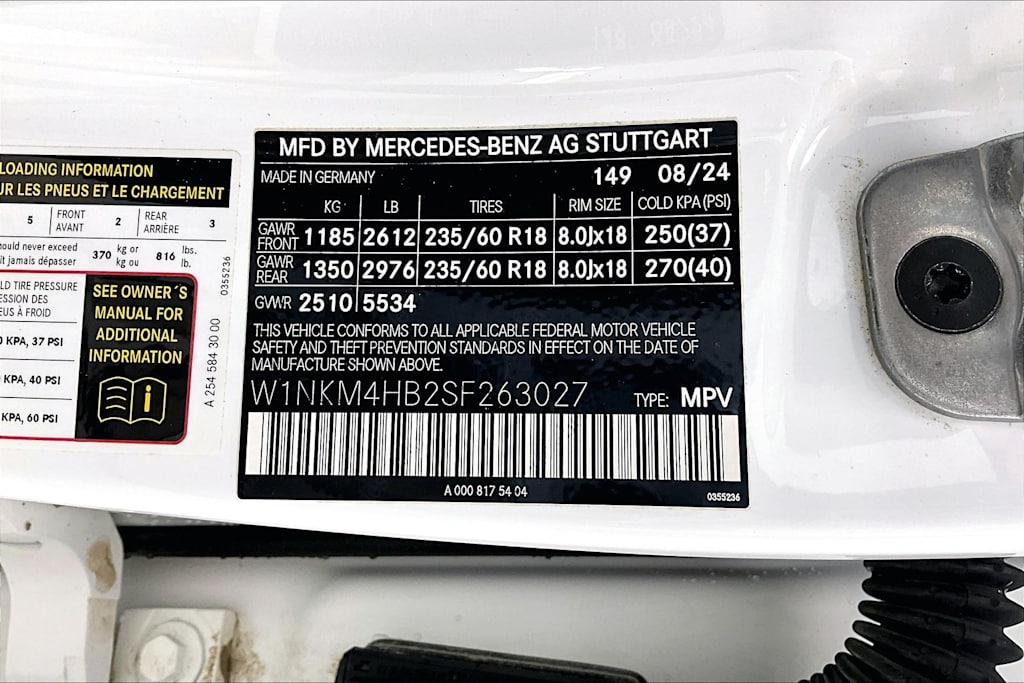 LOADING INFORMATION
UR LES PNEUS ET LE CHARGEMENT
5 FRONT AVANT 2 REAR ARRIÈRE 3
hould never exceed
it jamais dépasser 370 kg or kg ou 816 lbs. lb.
LD TIRE PRESSURE
ESSION DES
EUS À FROID
0 KPA, 37 PSI
0 KPA, 40 PSI
KPA, 60 PSI
SEE OWNER´S
MANUAL FOR
ADDITIONAL
INFORMATION
i
A 254 584 30 00
0355236
MFD BY MERCEDES-BENZ AG STUTTGART
MADE IN GERMANY 149 08/24
KG LB TIRES RIM SIZE COLD KPA (PSI)
GAWR FRONT 1185 2612 235/60 R18 8.0Jx18 250(37)
GAWR REAR 1350 2976 235/60 R18 8.0Jx18 270(40)
GVWR 2510 5534
THIS VEHICLE CONFORMS TO ALL APPLICABLE FEDERAL MOTOR VEHICLE
SAFETY AND THEFT PREVENTION STANDARDS IN EFFECT ON THE DATE OF
MANUFACTURE SHOWN ABOVE.
W1NKM4HB2SF263027 TYPE: MPV
A 000 817 54 04
0355236